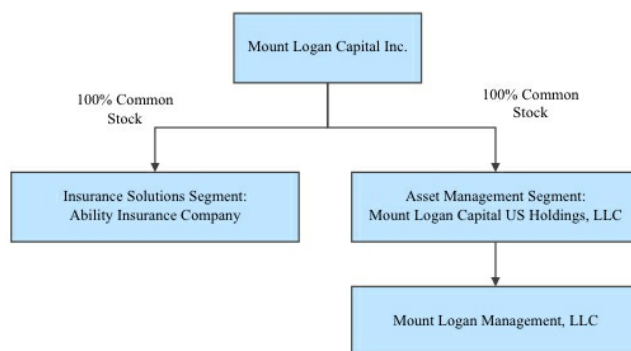 Mount Logan Capital Inc.
100% Common
Stock
100% Common
Stock
Insurance Solutions Segment:
Ability Insurance Company
Asset Management Segment:
Mount Logan Capital US Holdings, LLC
Mount Logan Management, LLC